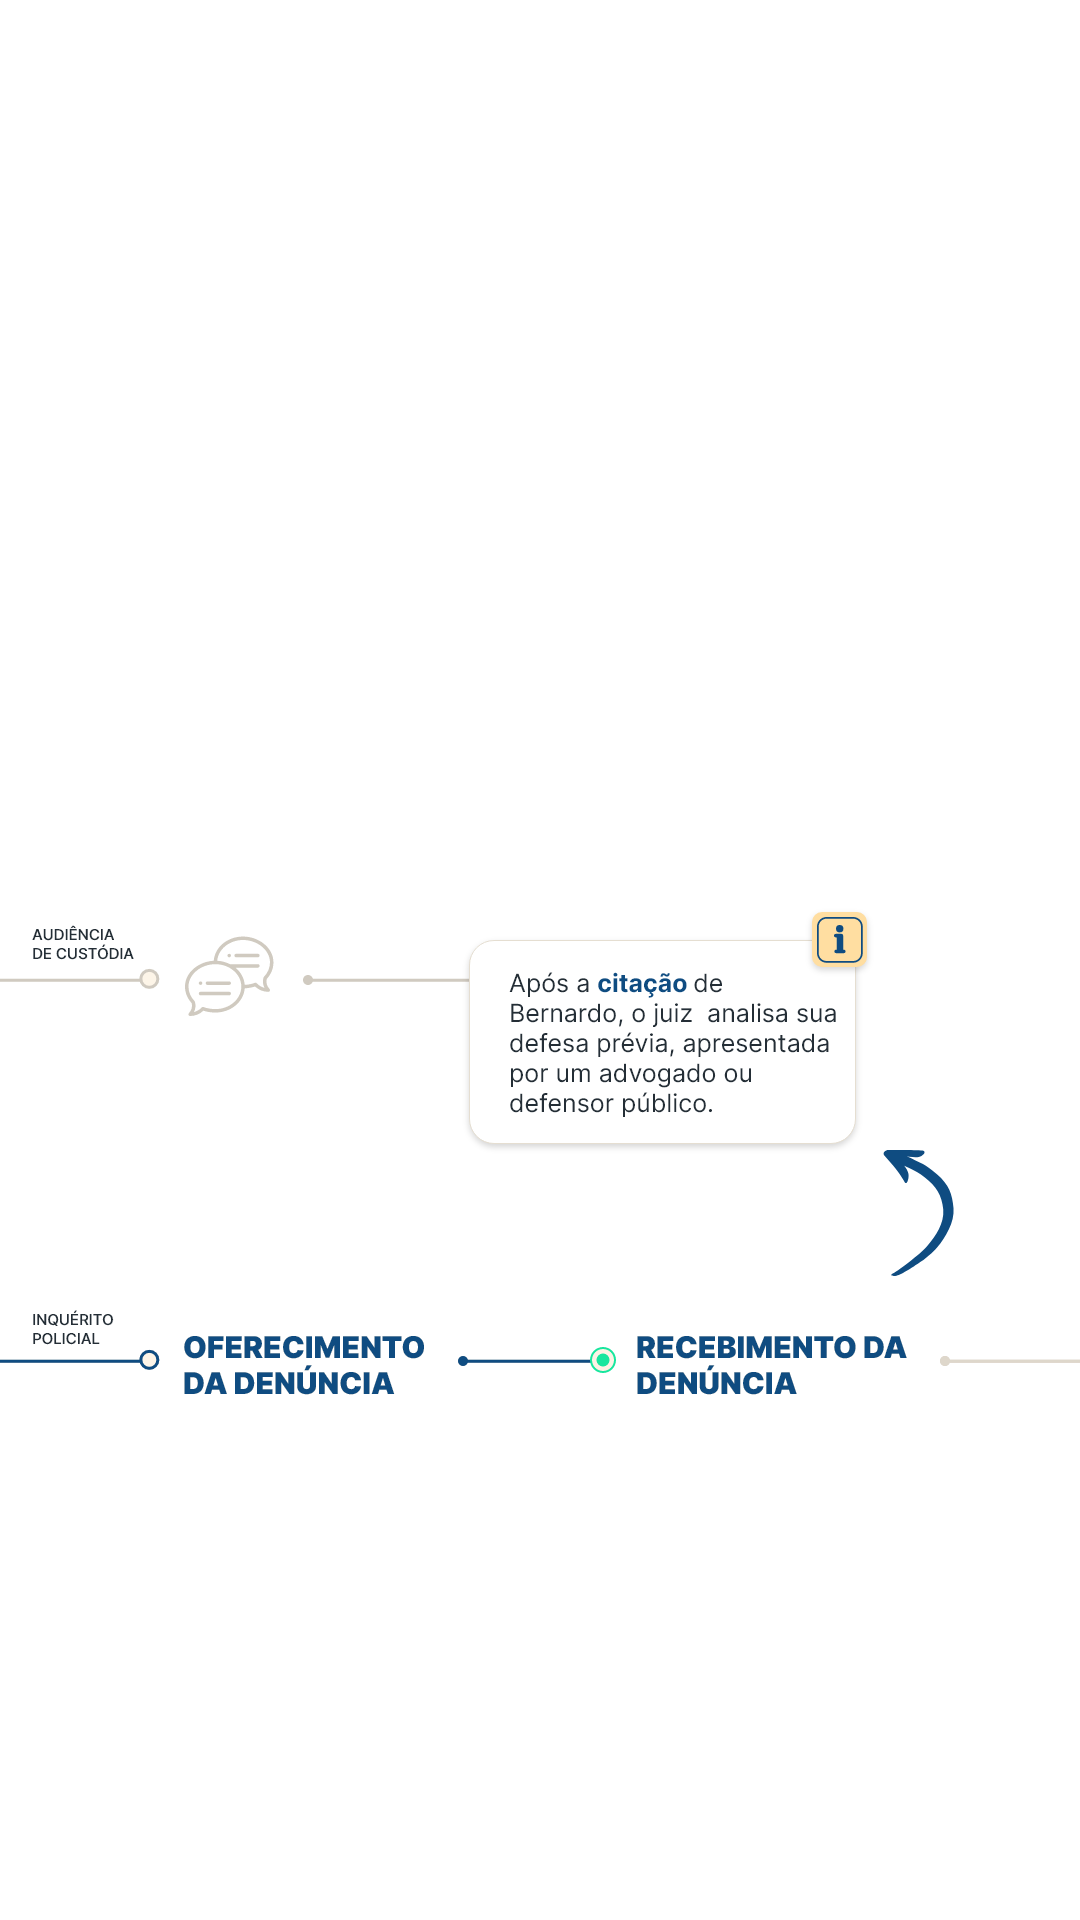 AUDIÊNCIA
DE CUSTÓDIA
i
Após a citação de
Bernardo, o juiz  analisa sua
defesa prévia, apresentada
por um advogado ou
defensor público.
INQUÉRITO
POLICIAL
OFERECIMENTO
DA DENÚNCIA
RECEBIMENTO DA
DENÚNCIA